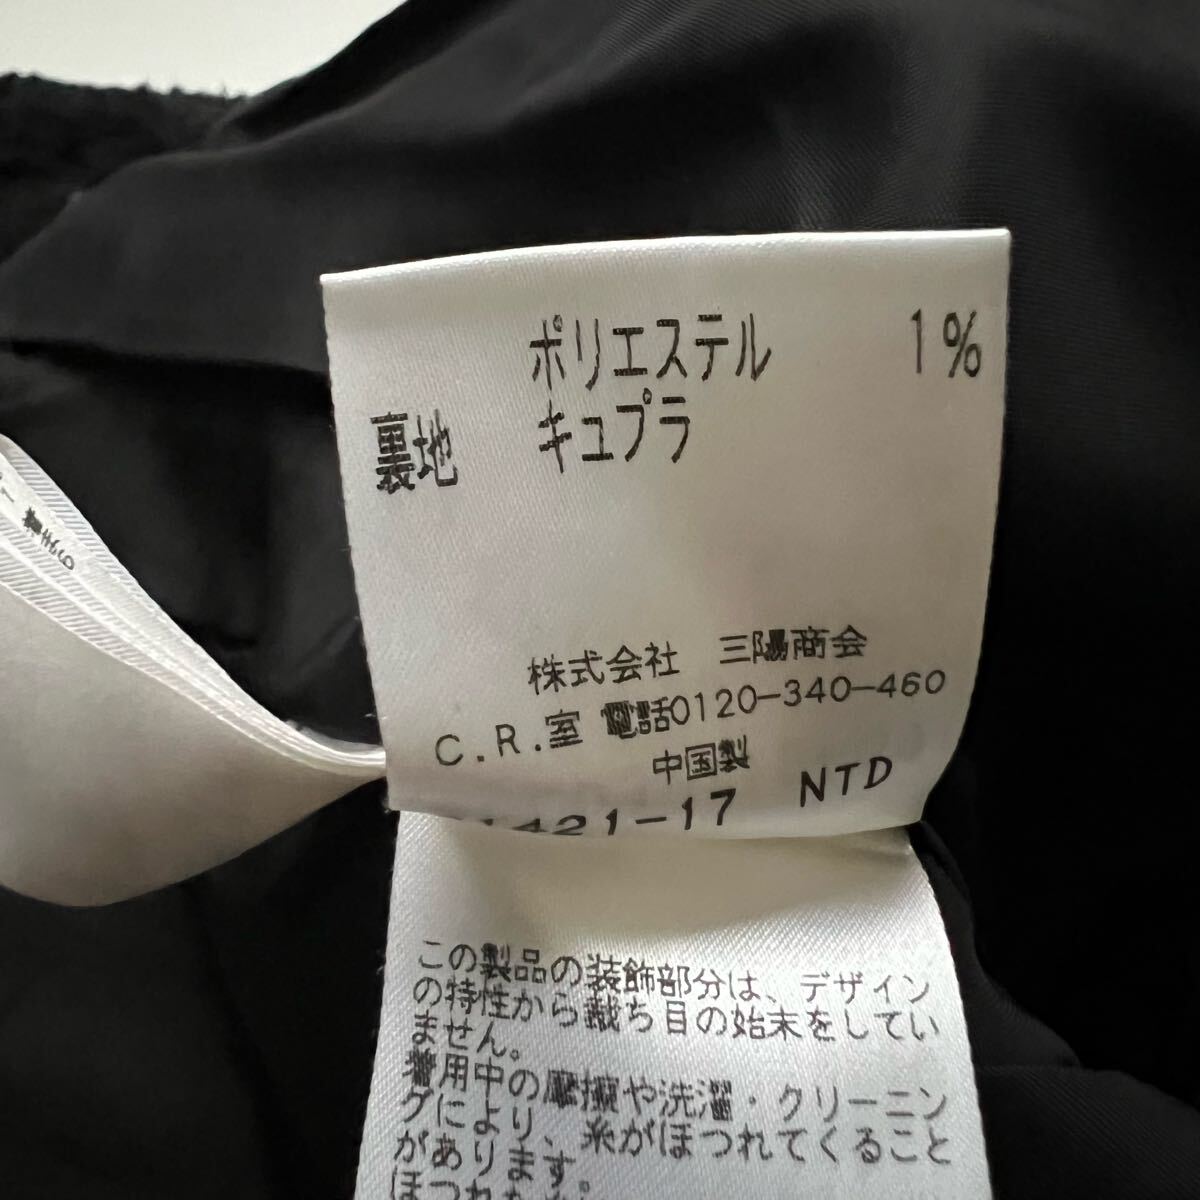 ポリエステル 1%
裏地 キュプラ
株式会社 三陽商会
C.R.室 電話0120-340-460
中国製
1421-17 NTD
この製品の装飾部分は、デザイン
の特性から裁ち目の始末をしてい
ません。
着用中の摩擦や洗濯・クリーニン
グにより、糸がほつれてくること
があります。